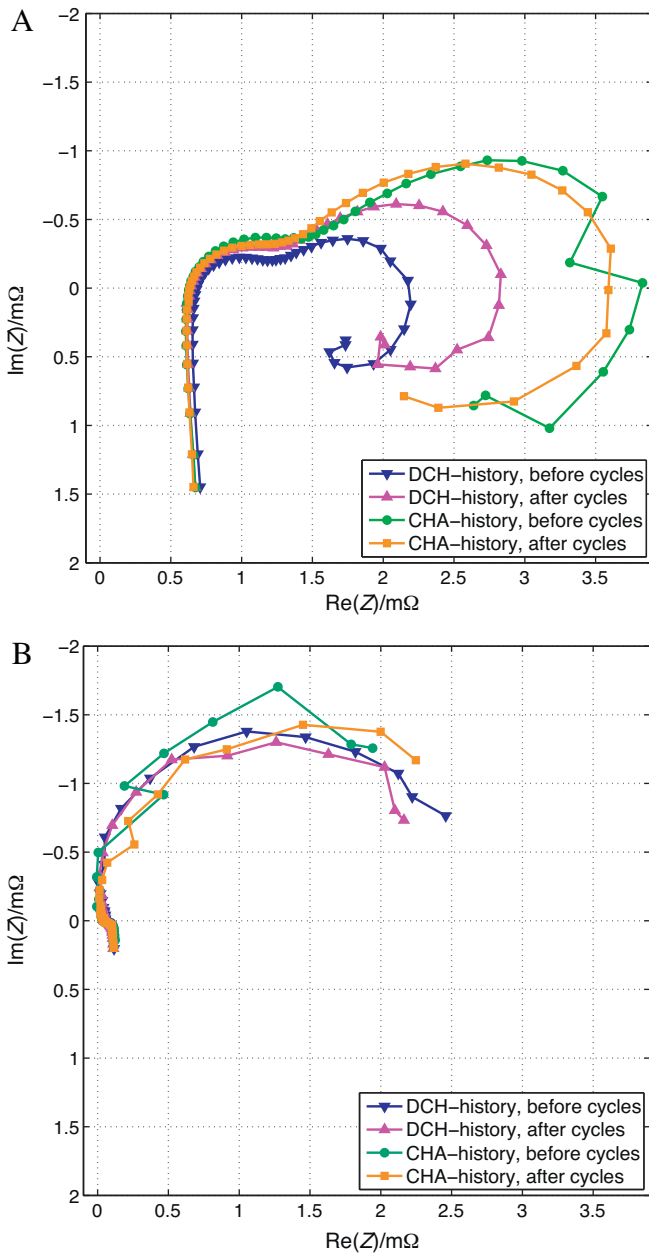 A
−2
−1.5
−1
−0.5
0
0.5
1
1.5
2
Im(Z)/mΩ
0 0.5 1 1.5 2 2.5 3 3.5
Re(Z)/mΩ
DCH−history, before cycles
DCH−history, after cycles
CHA−history, before cycles
CHA−history, after cycles
B
−2
−1.5
−1
−0.5
0
0.5
1
1.5
2
Im(Z)/mΩ
0 0.5 1 1.5 2 2.5 3 3.5
Re(Z)/mΩ
DCH−history, before cycles
DCH−history, after cycles
CHA−history, before cycles
CHA−history, after cycles